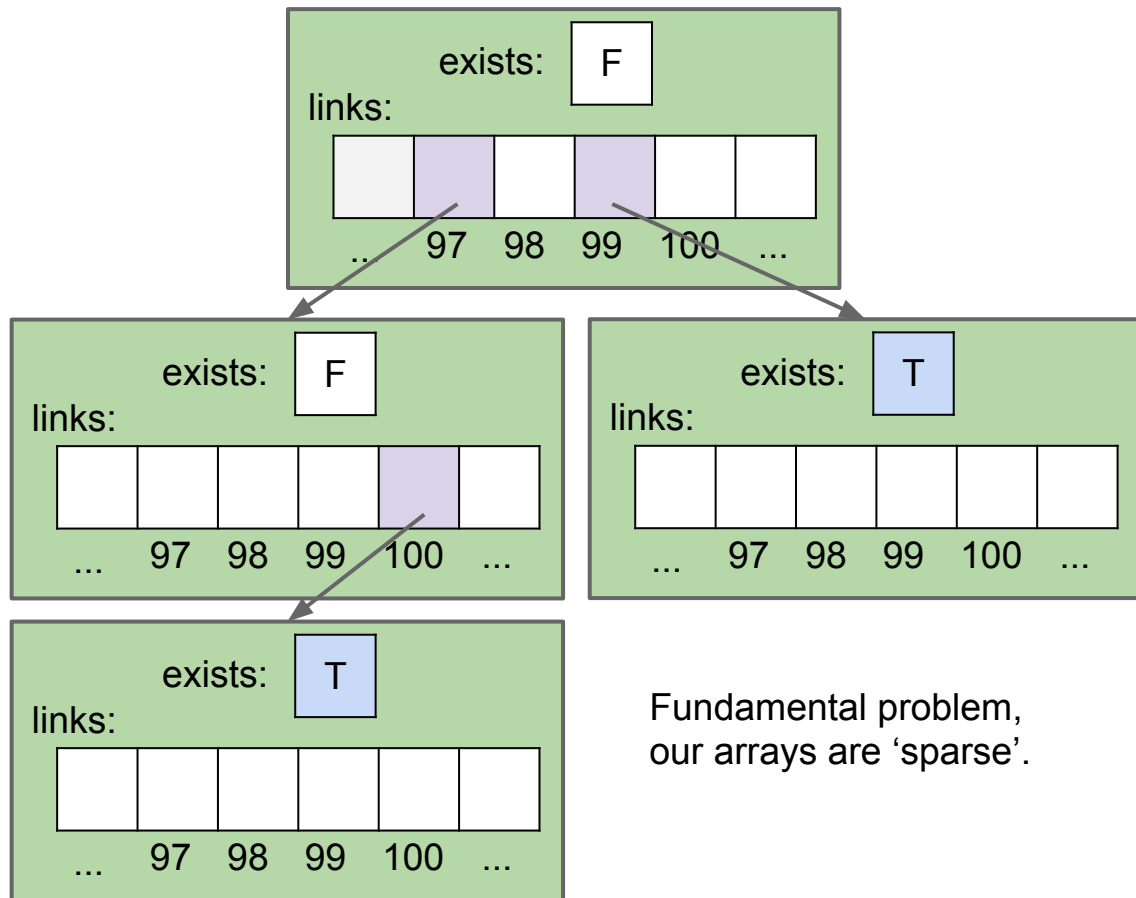 exists: F
links:
... 97 98 99 100 ...
exists: F
links:
... 97 98 99 100 ...
exists: T
links:
... 97 98 99 100 ...
exists: T
links:
... 97 98 99 100 ...
Fundamental problem,
our arrays are ‘sparse’.